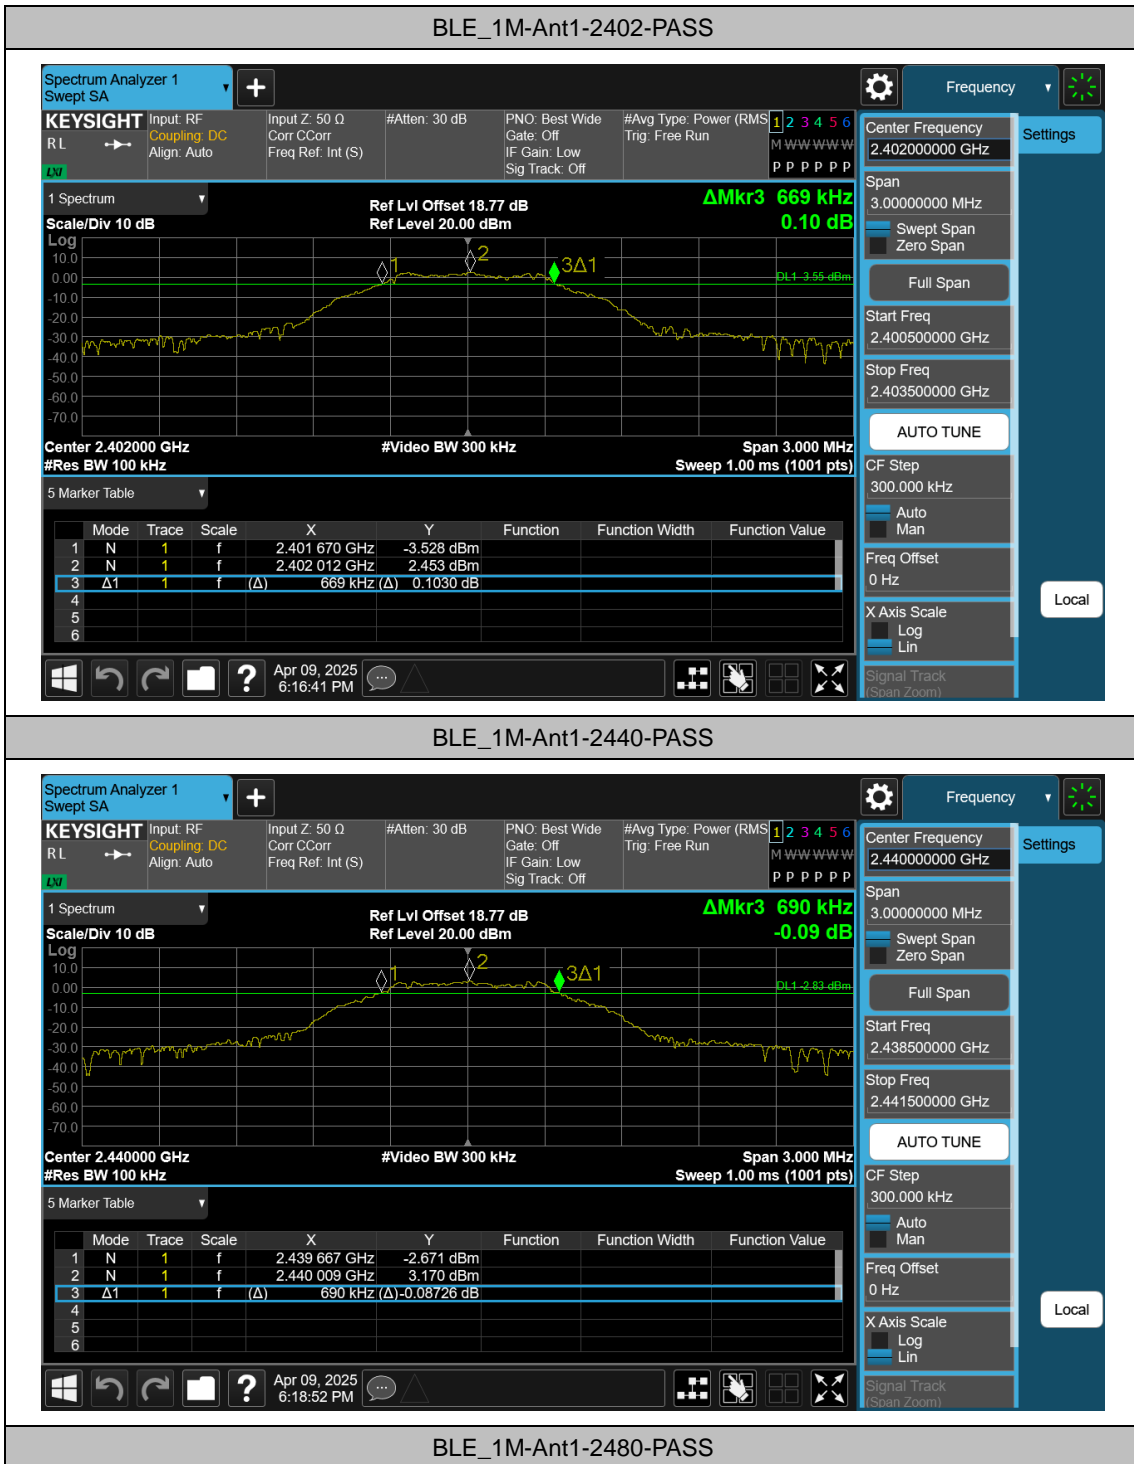 BLE_1M-Ant1-2402-PASS
Spectrum Analyzer 1
Swept SA
Frequency
KEYSIGHT
RL
LXI
Input: RF
Coupling: DC
Align: Auto
Input Z: 50 Ω
Corr CCorr
Freq Ref: Int (S)
#Atten: 30 dB
PNO: Best Wide
Gate: Off
IF Gain: Low
Sig Track: Off
#Avg Type: Power (RMS
Trig: Free Run
1 2 3 4 5 6
M W W W W W
P P P P P P
Center Frequency
2.402000000 GHz
Settings
1 Spectrum
Scale/Div 10 dB
Ref Lvl Offset 18.77 dB
Ref Level 20.00 dBm
ΔMkr3 669 kHz
0.10 dB
Span
3.00000000 MHz
Swept Span
Zero Span
Full Span
Start Freq
2.400500000 GHz
Stop Freq
2.403500000 GHz
AUTO TUNE
CF Step
300.000 kHz
Auto
Man
Freq Offset
0 Hz
X Axis Scale
Log
Lin
Signal Track
(Span Zoom)
Local
Log
10.0
0.00
-10.0
-20.0
-30.0
-40.0
-50.0
-60.0
-70.0
1
2
3Δ1
DL1 -3.55 dBm
Center 2.402000 GHz
#Video BW 300 kHz
Span 3.000 MHz
#Res BW 100 kHz
Sweep 1.00 ms (1001 pts)
5 Marker Table
Mode Trace Scale X Y Function Function Width Function Value
1 N 1 f 2.401 670 GHz -3.528 dBm
2 N 1 f 2.402 012 GHz 2.453 dBm
3 Δ1 1 f (Δ) 669 kHz (Δ) 0.1030 dB
4
5
6
?
Apr 09, 2025
6:16:41 PM
BLE_1M-Ant1-2440-PASS
Spectrum Analyzer 1
Swept SA
Frequency
KEYSIGHT
RL
LXI
Input: RF
Coupling: DC
Align: Auto
Input Z: 50 Ω
Corr CCorr
Freq Ref: Int (S)
#Atten: 30 dB
PNO: Best Wide
Gate: Off
IF Gain: Low
Sig Track: Off
#Avg Type: Power (RMS
Trig: Free Run
1 2 3 4 5 6
M W W W W W
P P P P P P
Center Frequency
2.440000000 GHz
Settings
1 Spectrum
Scale/Div 10 dB
Ref Lvl Offset 18.77 dB
Ref Level 20.00 dBm
ΔMkr3 690 kHz
-0.09 dB
Span
3.00000000 MHz
Swept Span
Zero Span
Full Span
Start Freq
2.438500000 GHz
Stop Freq
2.441500000 GHz
AUTO TUNE
CF Step
300.000 kHz
Auto
Man
Freq Offset
0 Hz
X Axis Scale
Log
Lin
Signal Track
(Span Zoom)
Local
Log
10.0
0.00
-10.0
-20.0
-30.0
-40.0
-50.0
-60.0
-70.0
1
2
3Δ1
DL1 -2.83 dBm
Center 2.440000 GHz
#Video BW 300 kHz
Span 3.000 MHz
#Res BW 100 kHz
Sweep 1.00 ms (1001 pts)
5 Marker Table
Mode Trace Scale X Y Function Function Width Function Value
1 N 1 f 2.439 667 GHz -2.671 dBm
2 N 1 f 2.440 009 GHz 3.170 dBm
3 Δ1 1 f (Δ) 690 kHz (Δ) -0.08726 dB
4
5
6
?
Apr 09, 2025
6:18:52 PM
BLE_1M-Ant1-2480-PASS